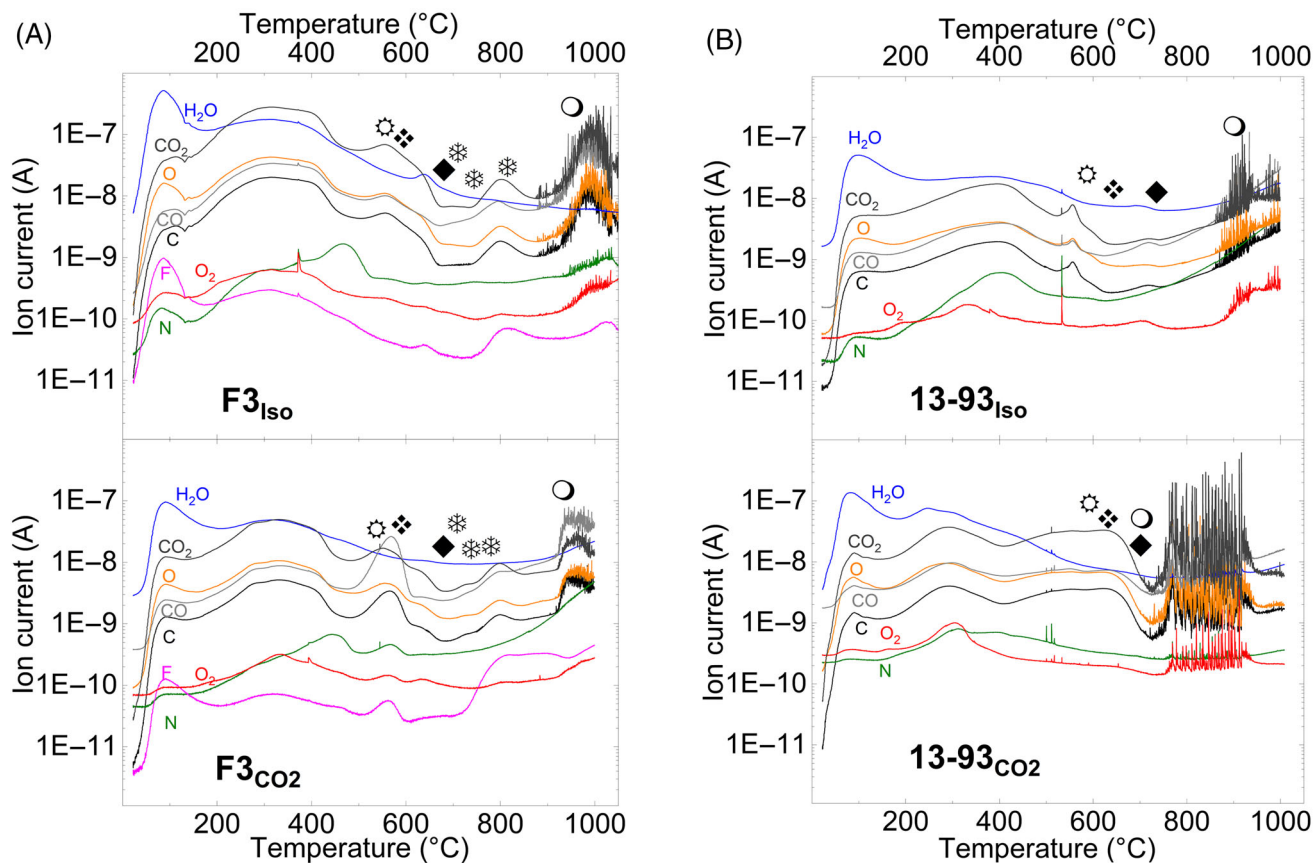 (A)
Temperature (°C)
200 400 600 800 1000
Ion current (A)
1E–7
1E–8
1E–9
1E–10
1E–11
H₂O
CO₂
O
CO
C
F
O₂
N
F3Iso
Ion current (A)
1E–7
1E–8
1E–9
1E–10
1E–11
H₂O
CO₂
O
CO
C
F
O₂
N
F3CO2
200 400 600 800 1000
Temperature (°C)
(B)
Temperature (°C)
200 400 600 800 1000
Ion current (A)
1E–7
1E–8
1E–9
1E–10
1E–11
H₂O
CO₂
O
CO
C
O₂
N
13-93Iso
Ion current (A)
1E–7
1E–8
1E–9
1E–10
1E–11
H₂O
CO₂
O
CO
C
O₂
N
13-93CO2
200 400 600 800 1000
Temperature (°C)